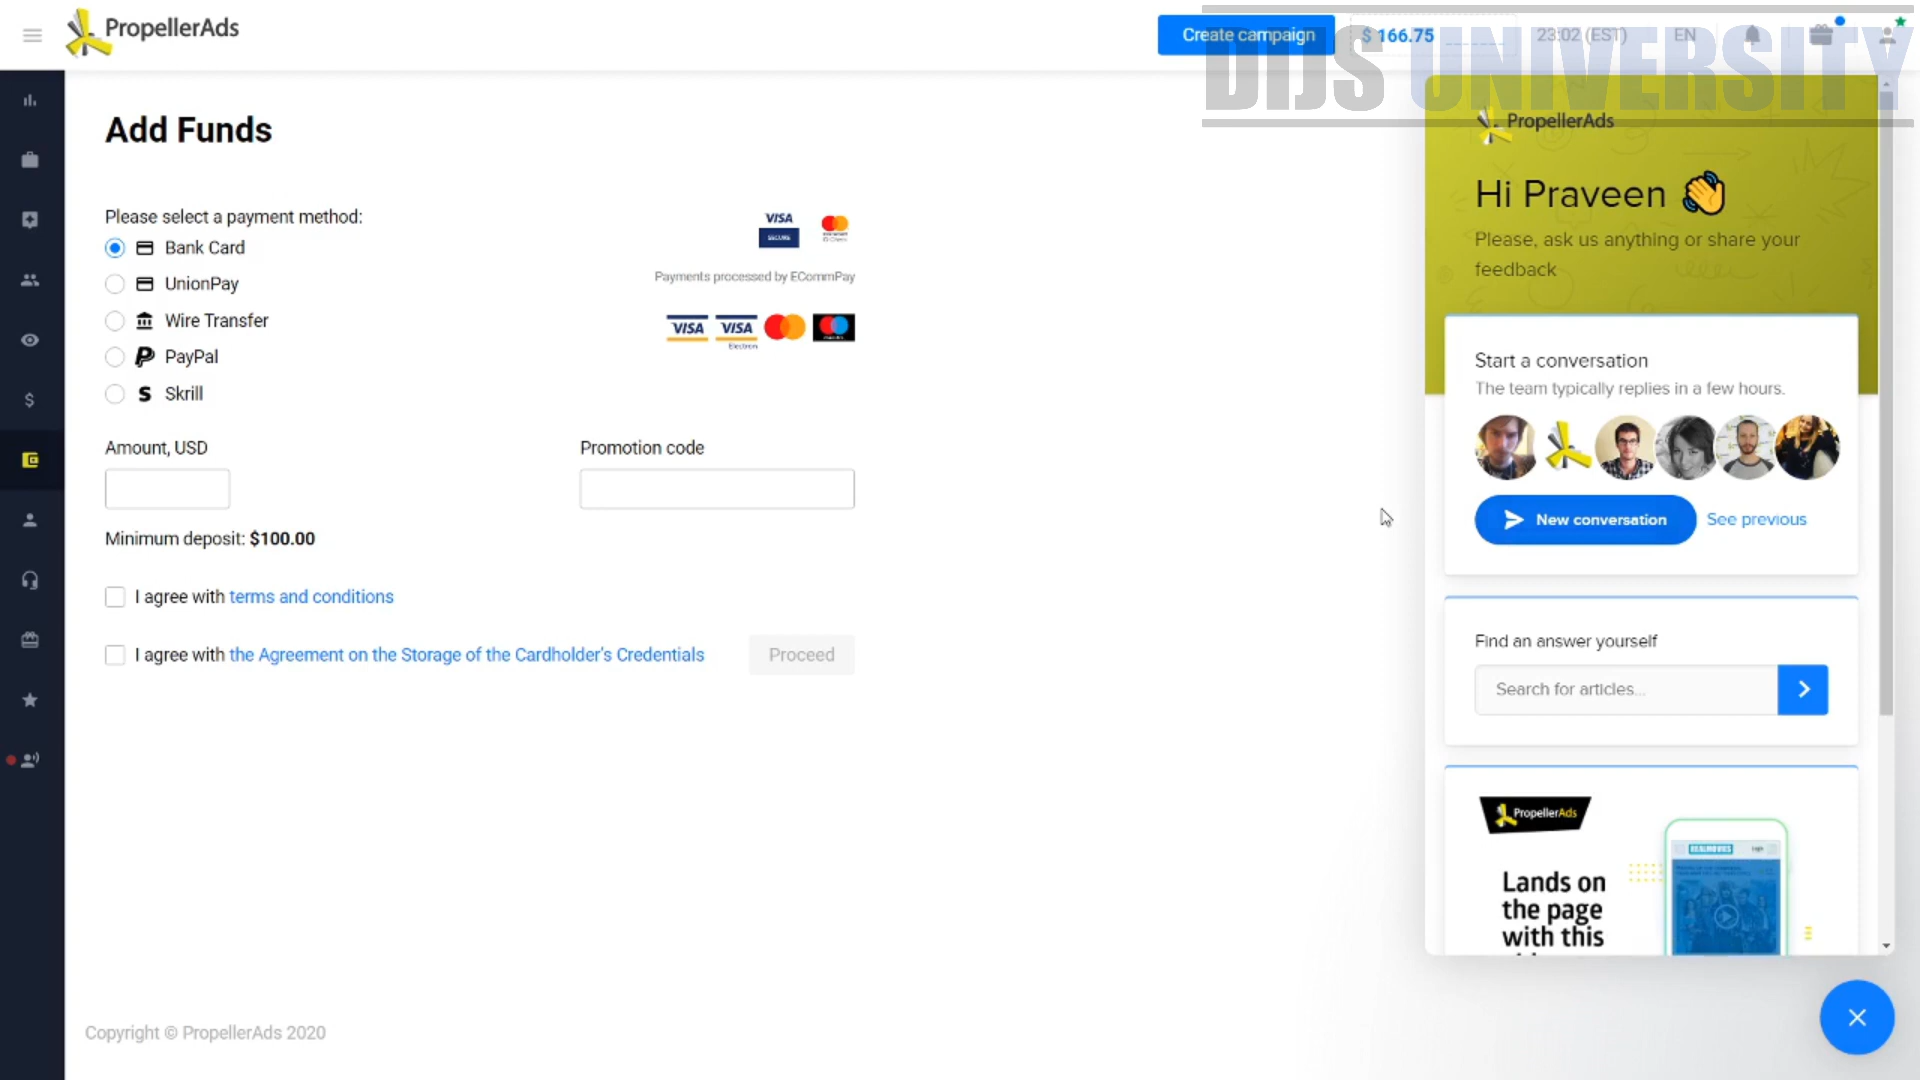 PropellerAds
Create campaign
$ 166.75
23:02 (EST)
EN
DIJS UNIVERSITY
Add Funds
Please select a payment method:
Bank Card
UnionPay
Wire Transfer
PayPal
Skrill
VISA
SECURE
Payments processed by ECommPay
VISA
VISA
Electron
Amount, USD
Promotion code
Minimum deposit: $100.00
I agree with terms and conditions
I agree with the Agreement on the Storage of the Cardholder's Credentials
Proceed
Copyright © PropellerAds 2020
PropellerAds
Hi Praveen
Please, ask us anything or share your
feedback
Start a conversation
The team typically replies in a few hours.
New conversation
See previous
Find an answer yourself
Search for articles...
PropellerAds
Lands on
the page
with this